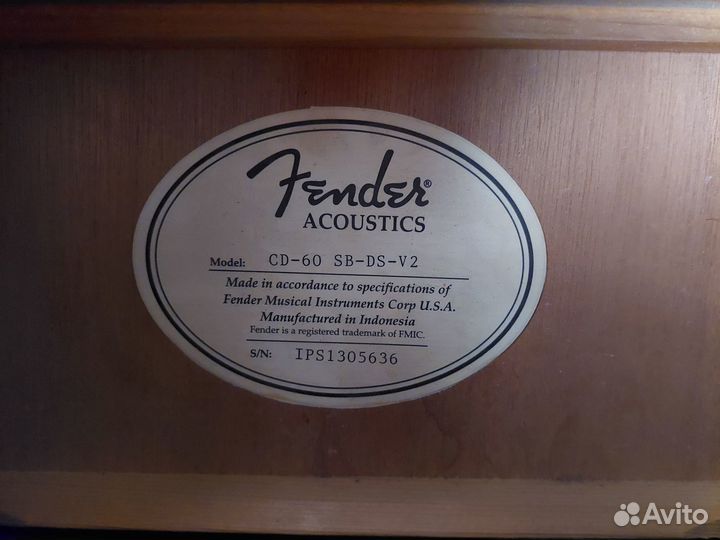 Fender®
ACOUSTICS
Model: CD-60 SB-DS-V2
Made in accordance to specifications of
Fender Musical Instruments Corp U.S.A.
Manufactured in Indonesia
Fender is a registered trademark of FMIC.
S/N: IPS1305636
Avito